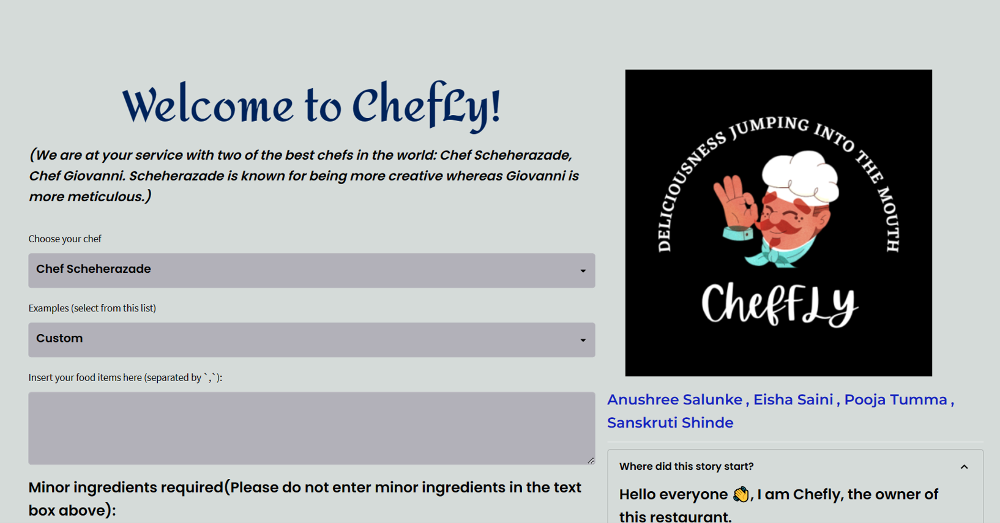 Welcome to ChefLy!
(We are at your service with two of the best chefs in the world: Chef Scheherazade,
Chef Giovanni. Scheherazade is known for being more creative whereas Giovanni is
more meticulous.)
Choose your chef
Chef Scheherazade
Examples (select from this list)
Custom
Insert your food items here (separated by `,`):
Minor ingredients required(Please do not enter minor ingredients in the text
box above):
DELICIOUSNESS JUMPING INTO THE MOUTH
ChefFLy
Anushree Salunke , Eisha Saini , Pooja Tumma ,
Sanskruti Shinde
Where did this story start?
Hello everyone 👋, I am Chefly, the owner of
this restaurant.